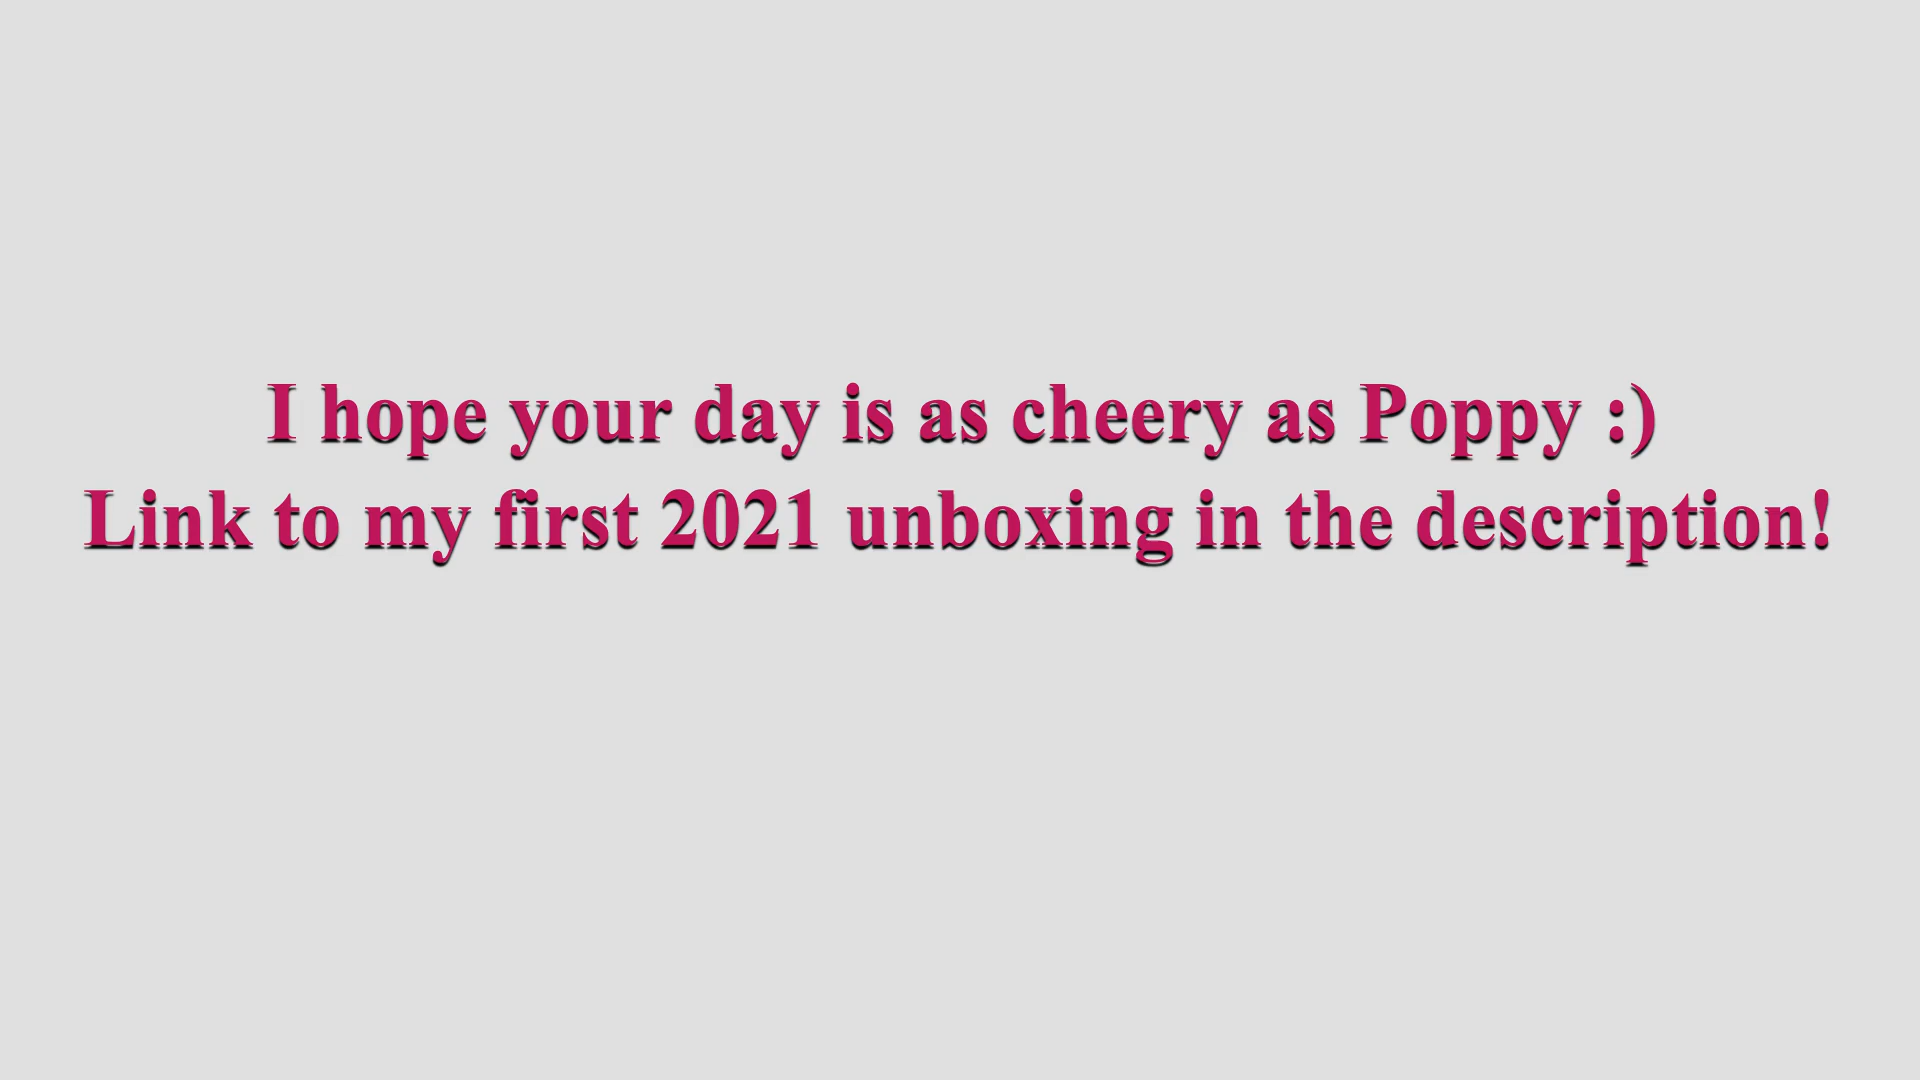 I hope your day is as cheery as Poppy :)
Link to my first 2021 unboxing in the description!